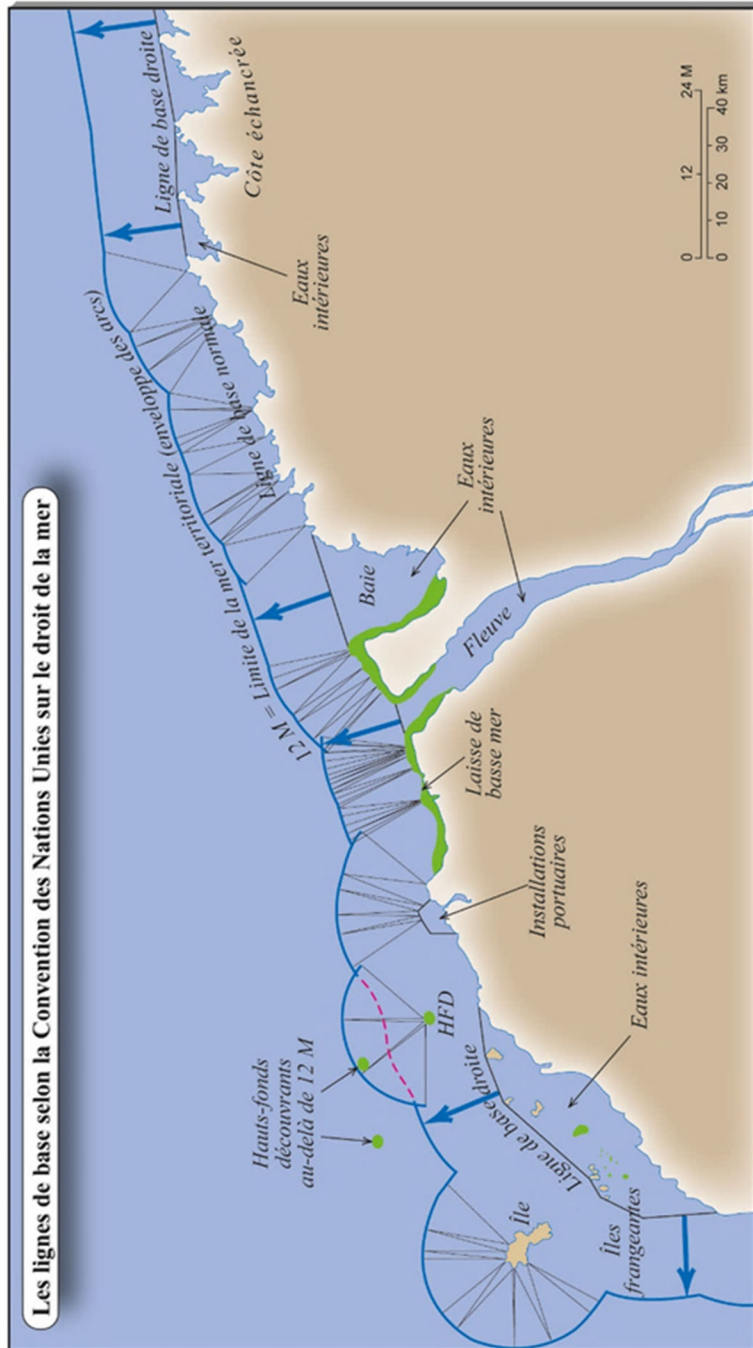 Les lignes de base selon la Convention des Nations Unies sur le droit de la mer
Ligne de base droite
Côte échancrée
Eaux
intérieures
12 M = Limite de la mer territoriale (enveloppe des arcs)
Ligne de base normale
Baie
Eaux
intérieures
Fleuve
Laisse de
basse mer
Installations
portuaires
Hauts-fonds
découvrants
au-delà de 12 M
HFD
Ligne de base droite
Eaux intérieures
Île
Îles
frangeantes
0 12 24 M
0 10 20 30 40 km